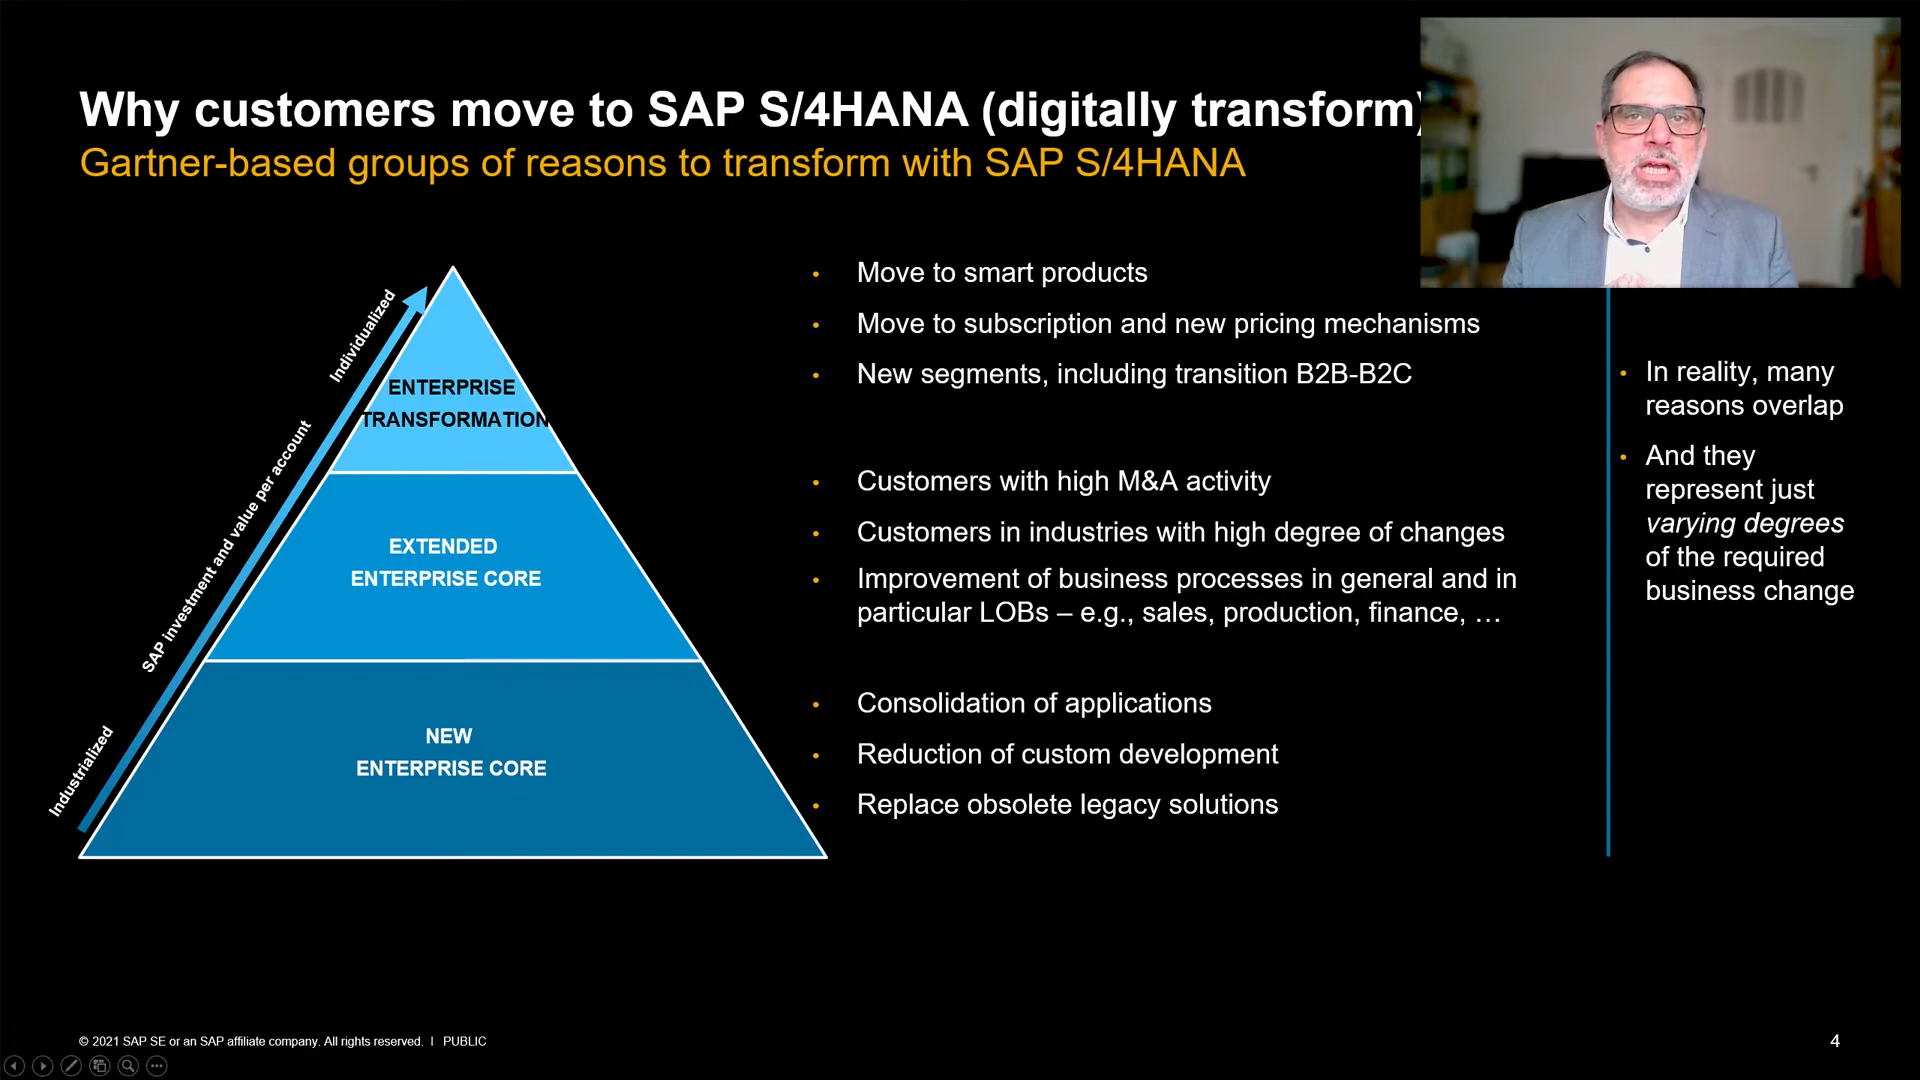 Why customers move to SAP S/4HANA (digitally transform)
Gartner-based groups of reasons to transform with SAP S/4HANA
Individualized
SAP investment and value per account
Industrialized
ENTERPRISE
TRANSFORMATION
EXTENDED
ENTERPRISE CORE
NEW
ENTERPRISE CORE
• Move to smart products
• Move to subscription and new pricing mechanisms
• New segments, including transition B2B-B2C
• Customers with high M&A activity
• Customers in industries with high degree of changes
• Improvement of business processes in general and in
particular LOBs – e.g., sales, production, finance, …
• Consolidation of applications
• Reduction of custom development
• Replace obsolete legacy solutions
• In reality, many
reasons overlap
• And they
represent just
varying degrees
of the required
business change
© 2021 SAP SE or an SAP affiliate company. All rights reserved. I PUBLIC
4